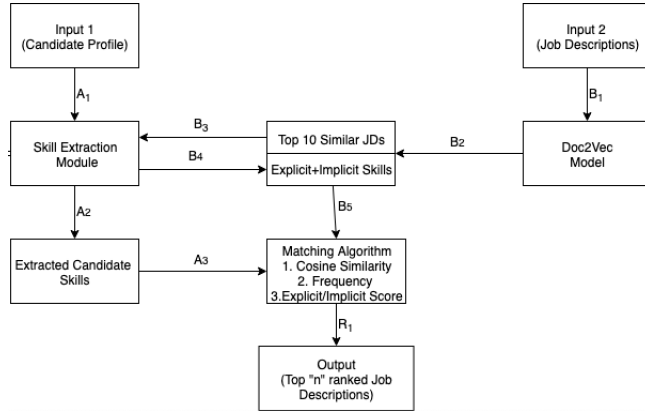 Input 1
(Candidate Profile)
Input 2
(Job Descriptions)
A1
B1
Skill Extraction
Module
B3
B4
Top 10 Similar JDs
Explicit+Implicit Skills
B2
Doc2Vec
Model
A2
B5
Extracted Candidate
Skills
A3
Matching Algorithm
1. Cosine Similarity
2. Frequency
3.Explicit/Implicit Score
R1
Output
(Top "n" ranked Job
Descriptions)